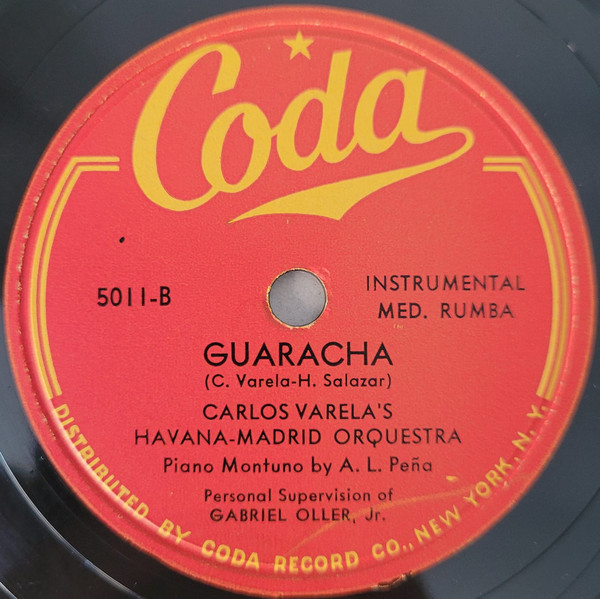 Coda
5011-B
INSTRUMENTAL
MED. RUMBA
GUARACHA
(C. Varela-H. Salazar)
CARLOS VARELA'S
HAVANA-MADRID ORQUESTRA
Piano Montuno by A. L. Peña
Personal Supervision of
GABRIEL OLLER, Jr.
DISTRIBUTED BY CODA RECORD CO., NEW YORK, N. Y.